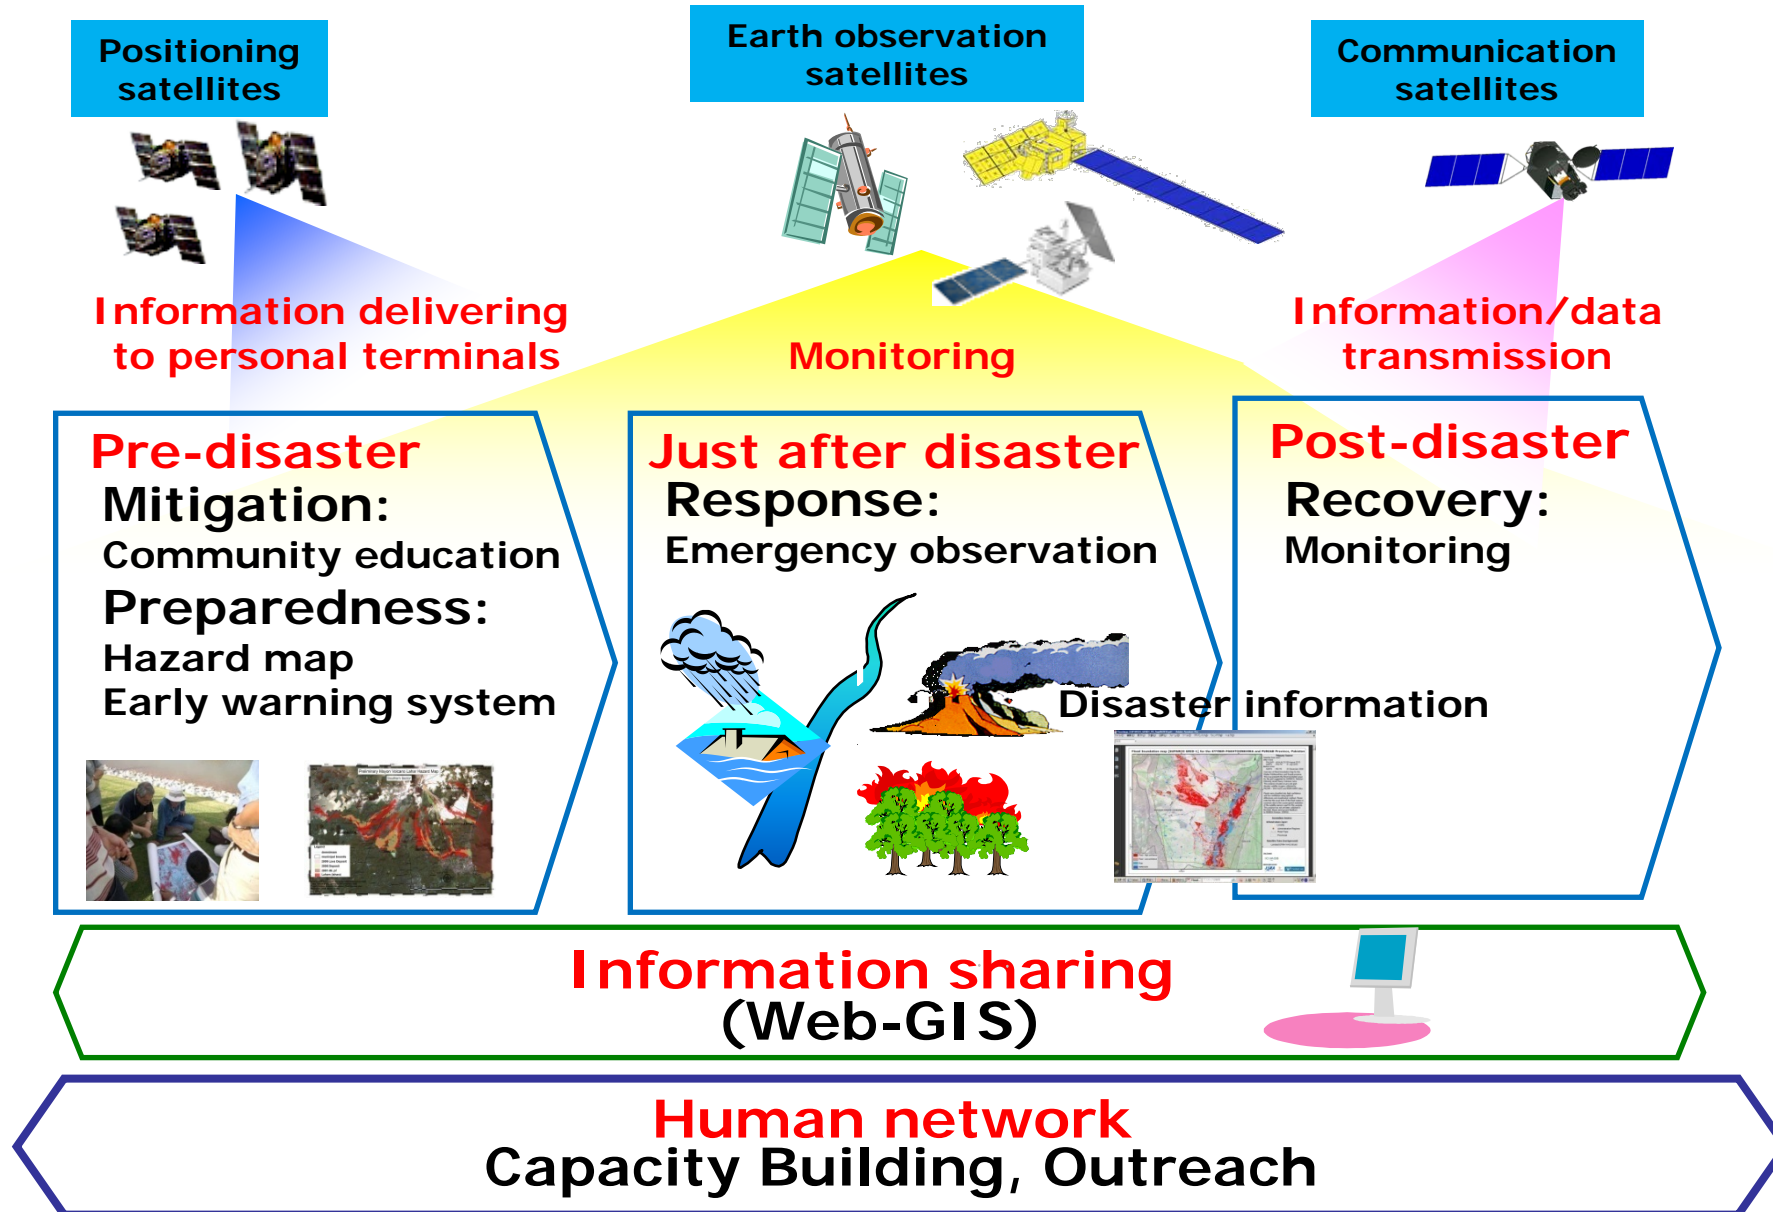 Positioning
satellites
Earth observation
satellites
Communication
satellites
Information delivering
to personal terminals
Monitoring
Information/data
transmission
Pre-disaster
Mitigation:
Community education
Preparedness:
Hazard map
Early warning system
Just after disaster
Response:
Emergency observation
Post-disaster
Recovery:
Monitoring
Disaster information
Information sharing
(Web-GIS)
Human network
Capacity Building, Outreach